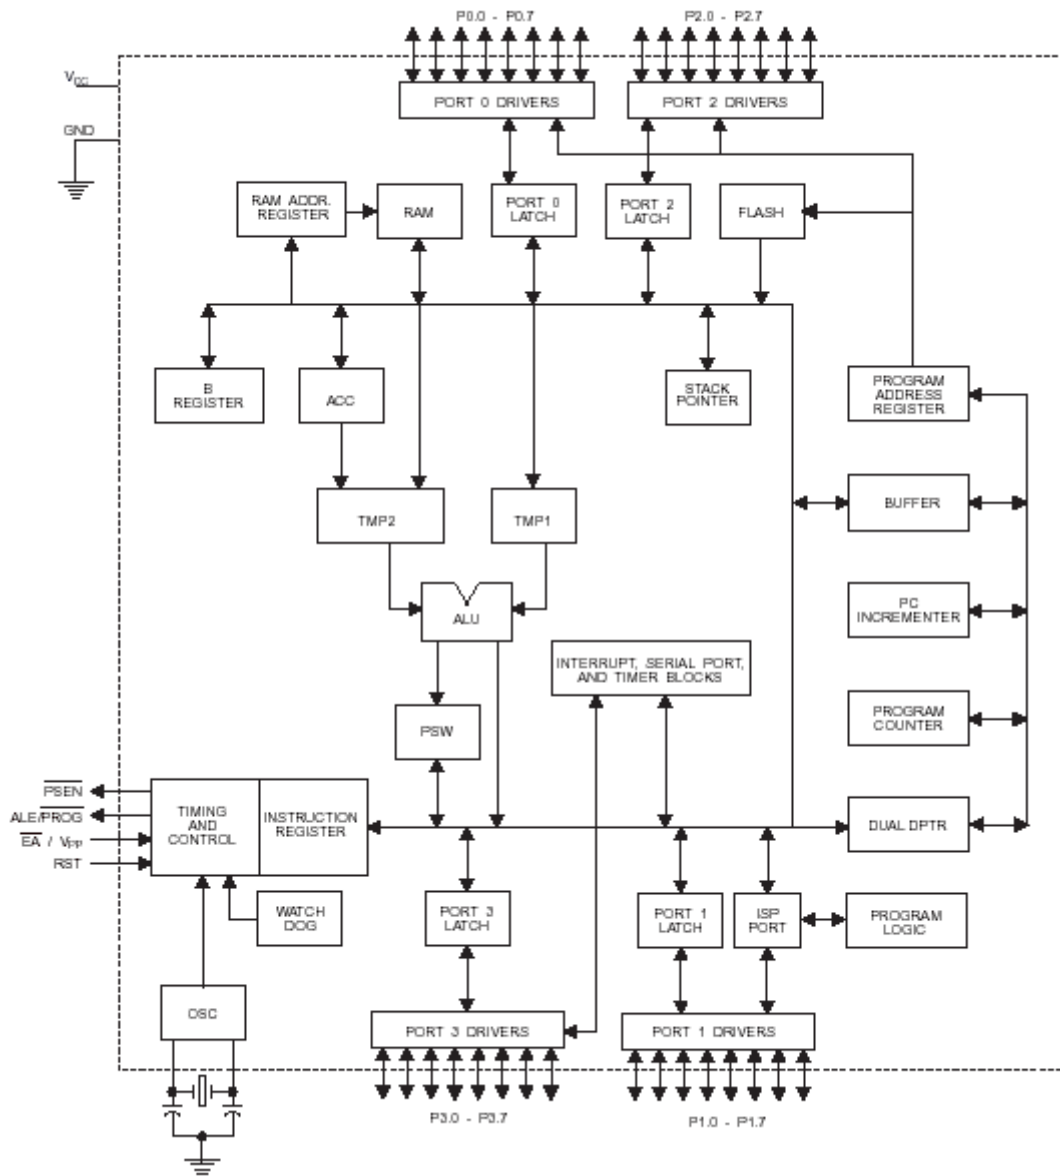 P0.0 - P0.7
P2.0 - P2.7
VCC
PORT 0 DRIVERS
PORT 2 DRIVERS
GND
RAM ADDR.
REGISTER
RAM
PORT 0
LATCH
PORT 2
LATCH
FLASH
B
REGISTER
ACC
STACK
POINTER
PROGRAM
ADDRESS
REGISTER
TMP2
TMP1
BUFFER
ALU
PC
INCREMENTER
INTERRUPT, SERIAL PORT,
AND TIMER BLOCKS
PSW
PROGRAM
COUNTER
PSEN
ALE/PROG
EA / VPP
RST
TIMING
AND
CONTROL
INSTRUCTION
REGISTER
DUAL DPTR
WATCH
DOG
PORT 3
LATCH
PORT 1
LATCH
ISP
PORT
PROGRAM
LOGIC
OSC
PORT 3 DRIVERS
PORT 1 DRIVERS
P3.0 - P3.7
P1.0 - P1.7